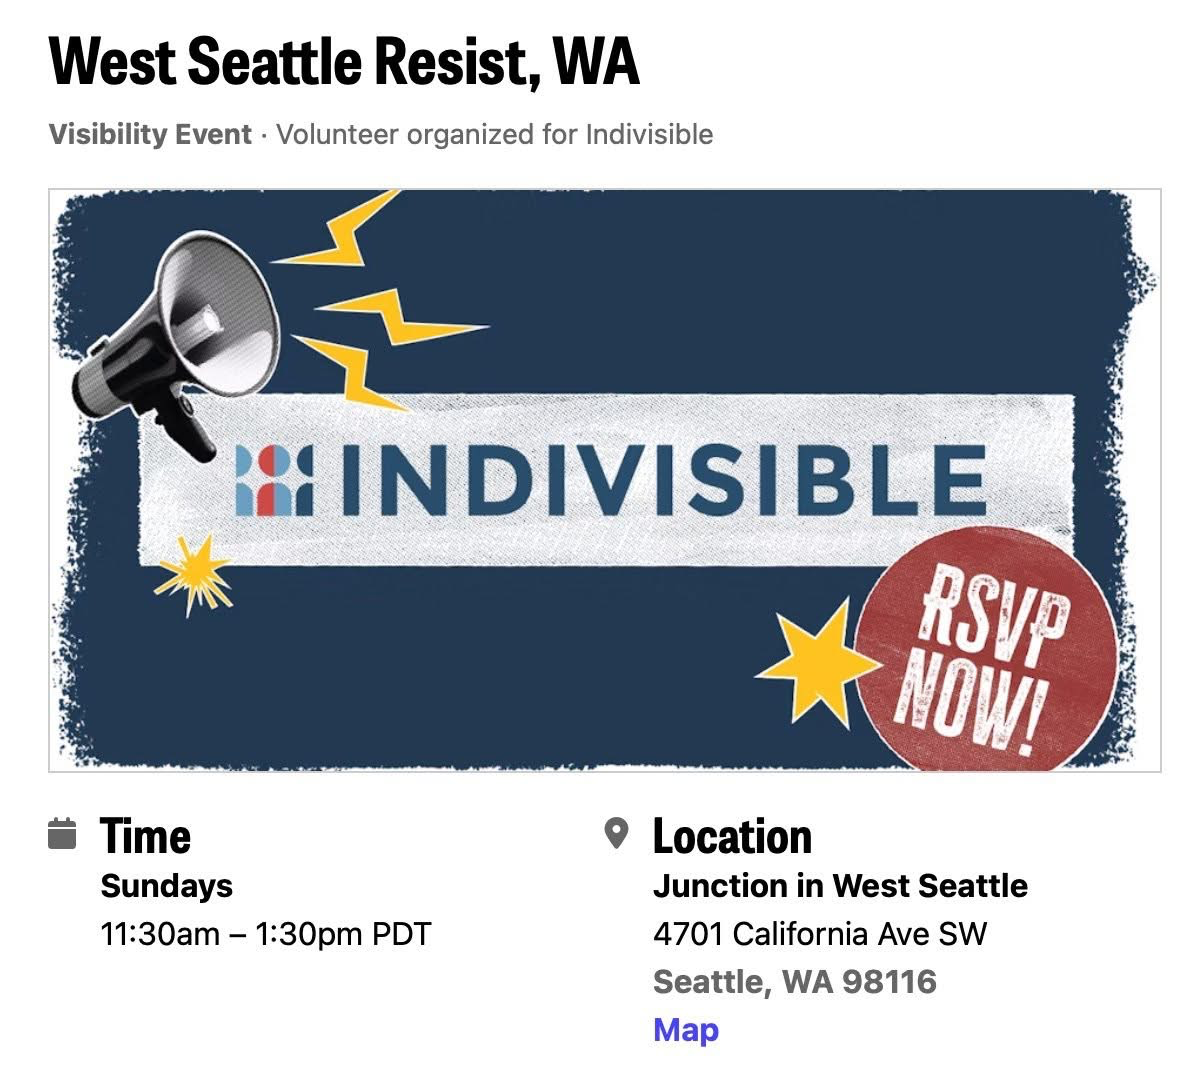 West Seattle Resist, WA
Visibility Event · Volunteer organized for Indivisible
INDIVISIBLE
RSVP
NOW!
Time
Sundays
11:30am – 1:30pm PDT
Location
Junction in West Seattle
4701 California Ave SW
Seattle, WA 98116
Map